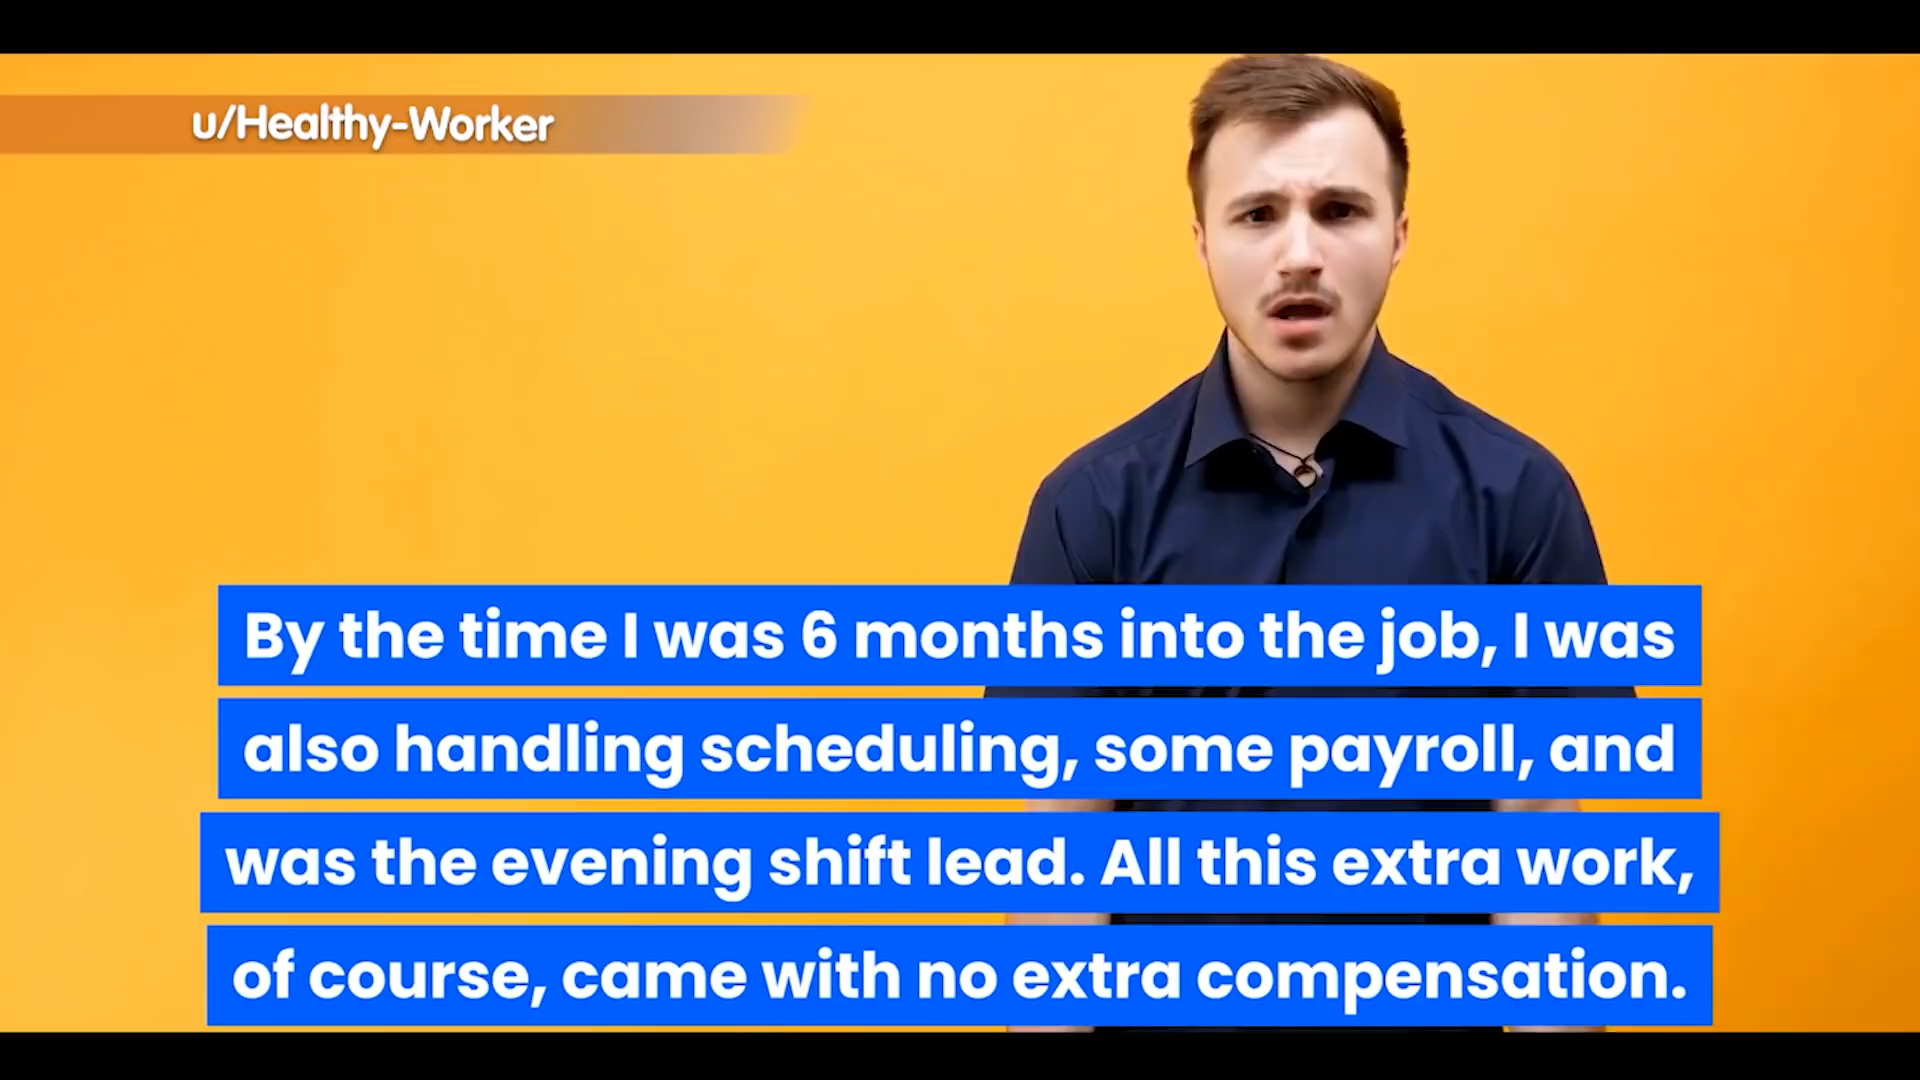 u/Healthy-Worker
By the time I was 6 months into the job, I was
also handling scheduling, some payroll, and
was the evening shift lead. All this extra work,
of course, came with no extra compensation.